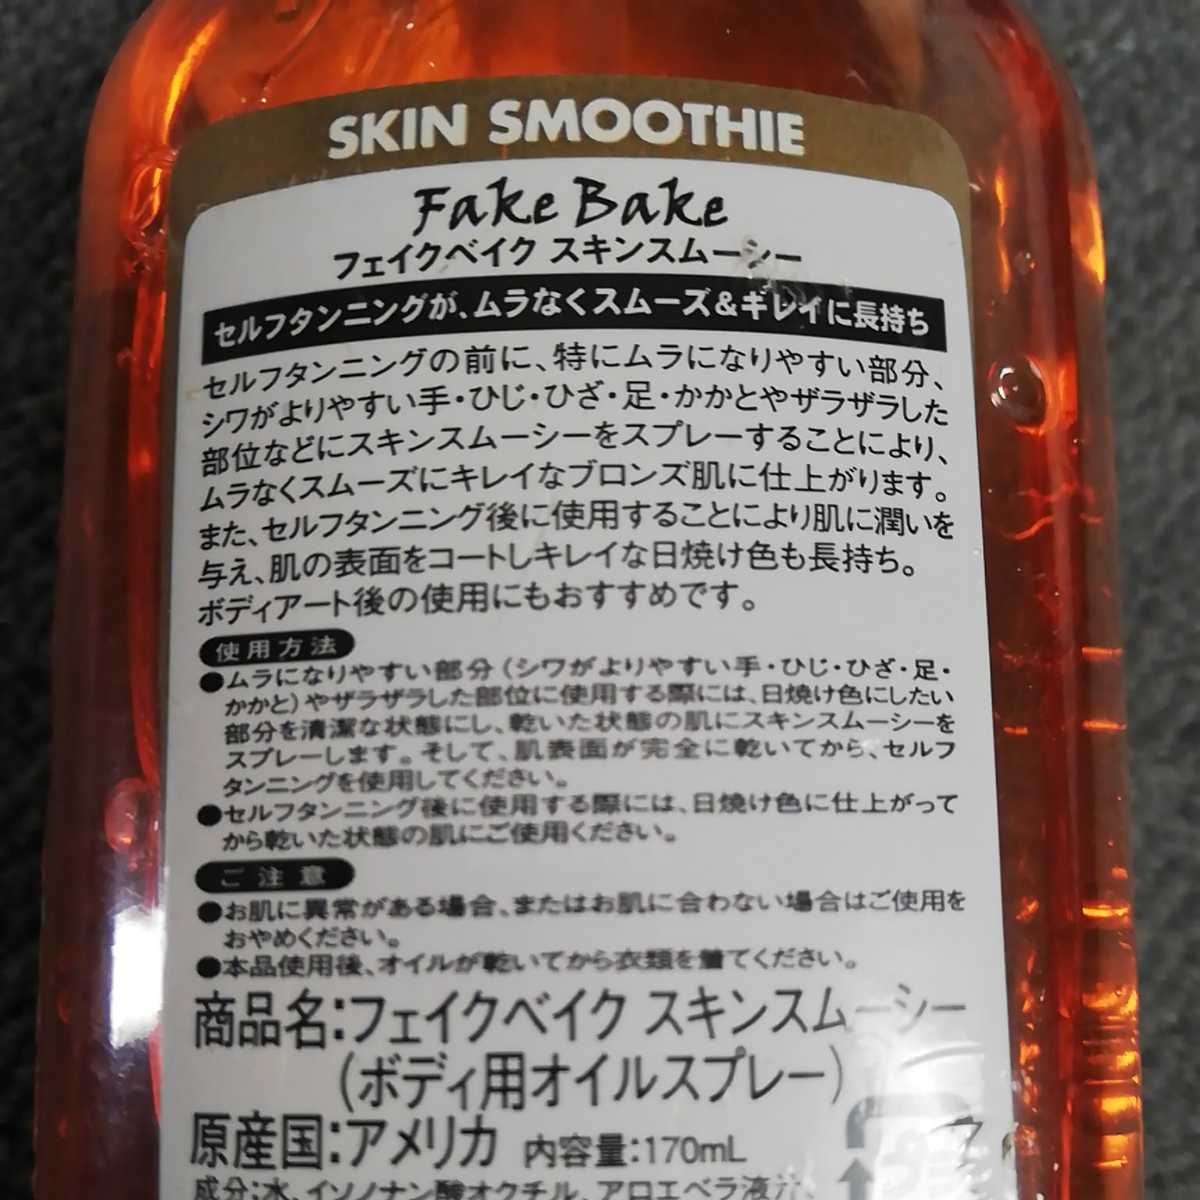 SKIN SMOOTHIE
Fake Bake
フェイクベイク スキンスムーシー
セルフタンニングが、ムラなくスムーズ&キレイに長持ち
セルフタンニングの前に、特にムラになりやすい部分、
シワがよりやすい手・ひじ・ひざ・足・かかとやザラザラした
部位などにスキンスムーシーをスプレーすることにより、
ムラなくスムーズにキレイなブロンズ肌に仕上がります。
また、セルフタンニング後に使用することにより肌に潤いを
与え、肌の表面をコートしキレイな日焼け色も長持ち。
ボディアート後の使用にもおすすめです。
使用方法
●ムラになりやすい部分(シワがよりやすい手・ひじ・ひざ・足・
かかと)やザラザラした部位に使用する際には、日焼け色にしたい
部分を清潔な状態にし、乾いた状態の肌にスキンスムーシーを
スプレーします。そして、肌表面が完全に乾いてから、セルフ
タンニングを使用してください。
●セルフタンニング後に使用する際には、日焼け色に仕上がって
から乾いた状態の肌にご使用ください。
ご注意
●お肌に異常がある場合、またはお肌に合わない場合はご使用を
おやめください。
●本品使用後、オイルが乾いてから衣類を着てください。
商品名:フェイクベイク スキンスムーシー
(ボディ用オイルスプレー)
原産国:アメリカ 内容量:170mL
成分:水、イソノナン酸オクチル、アロエベラ液汁、